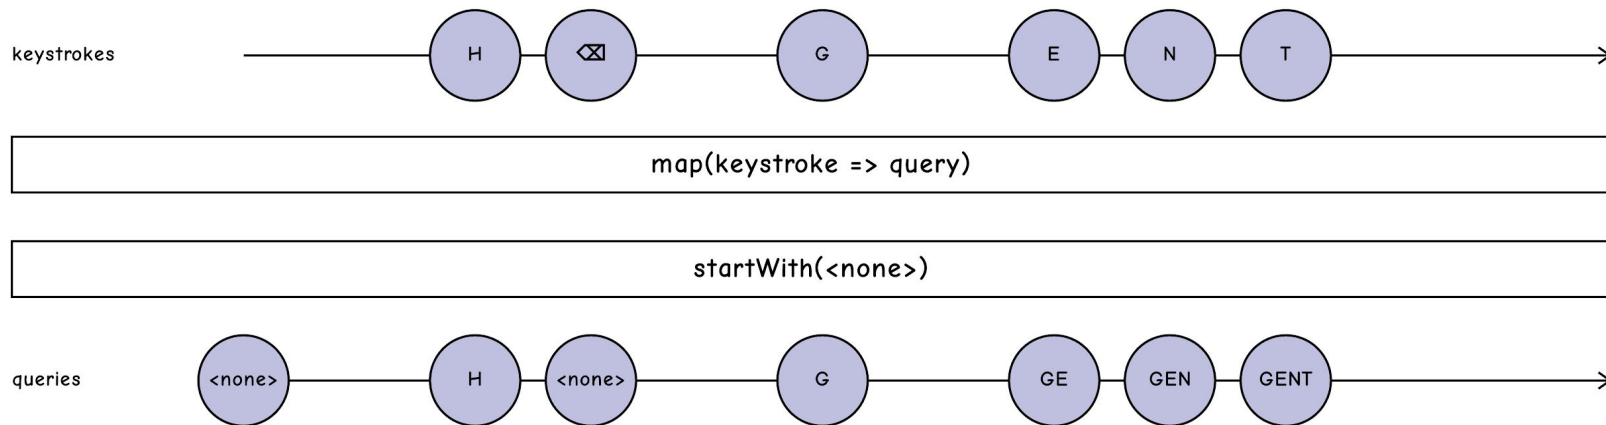 keystrokes H ⌫ G E N T
map(keystroke => query)
startWith(<none>)
queries <none> H <none> G GE GEN GENT